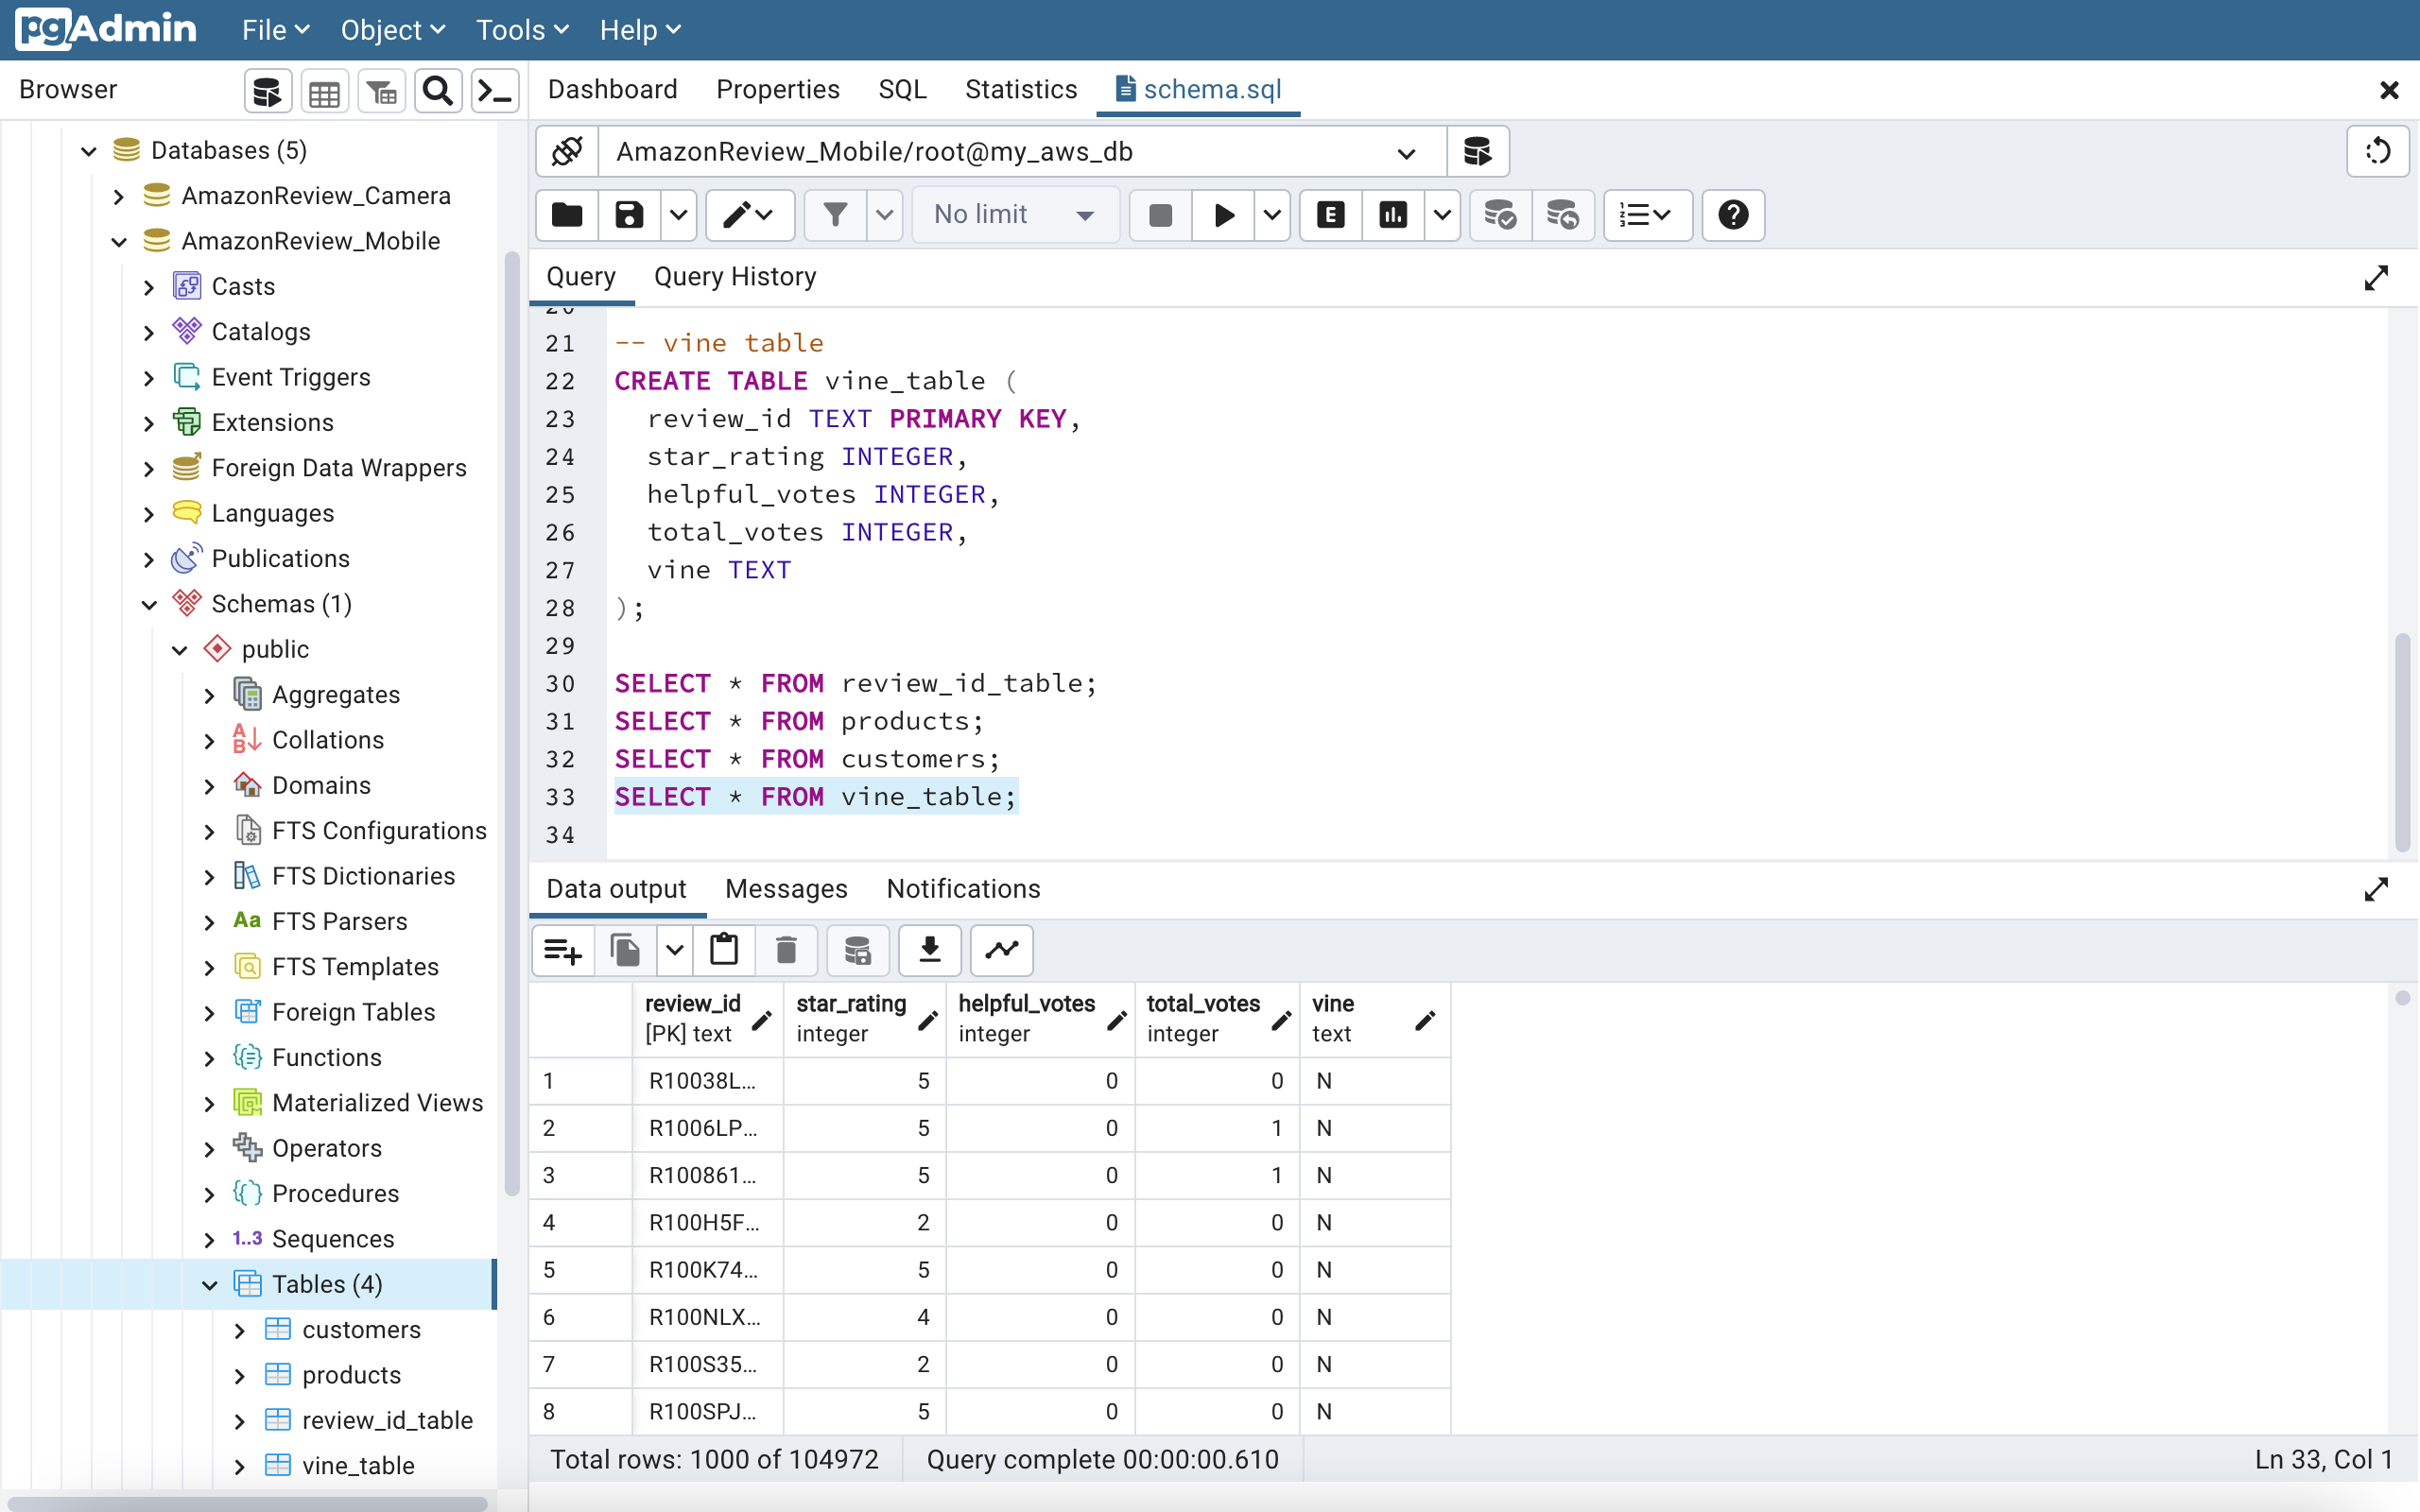 pgAdmin File Object Tools Help
Browser
Dashboard Properties SQL Statistics schema.sql
Databases (5)
AmazonReview_Camera
AmazonReview_Mobile
Casts
Catalogs
Event Triggers
Extensions
Foreign Data Wrappers
Languages
Publications
Schemas (1)
public
Aggregates
Collations
Domains
FTS Configurations
FTS Dictionaries
Aa FTS Parsers
FTS Templates
Foreign Tables
Functions
Materialized Views
Operators
Procedures
1..3 Sequences
Tables (4)
customers
products
review_id_table
vine_table
AmazonReview_Mobile/root@my_aws_db
No limit E
Query Query History
20
21 -- vine table
22 CREATE TABLE vine_table (
23 review_id TEXT PRIMARY KEY,
24 star_rating INTEGER,
25 helpful_votes INTEGER,
26 total_votes INTEGER,
27 vine TEXT
28 );
29
30 SELECT * FROM review_id_table;
31 SELECT * FROM products;
32 SELECT * FROM customers;
33 SELECT * FROM vine_table;
34
Data output Messages Notifications
review_id star_rating helpful_votes total_votes vine
[PK] text integer integer integer text
1 R10038L... 5 0 0 N
2 R1006LP... 5 0 1 N
3 R100861... 5 0 1 N
4 R100H5F... 2 0 0 N
5 R100K74... 5 0 0 N
6 R100NLX... 4 0 0 N
7 R100S35... 2 0 0 N
8 R100SPJ... 5 0 0 N
Total rows: 1000 of 104972 Query complete 00:00:00.610 Ln 33, Col 1